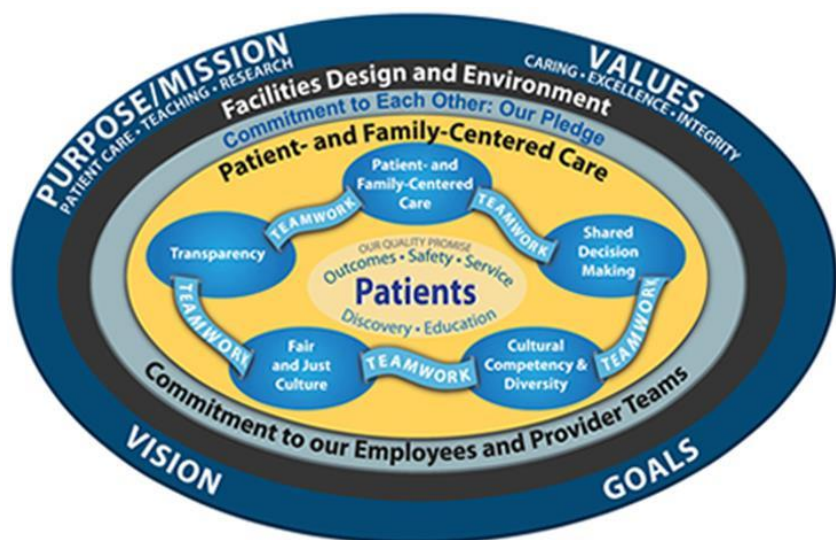 PURPOSE/MISSION
PATIENT CARE • TEACHING • RESEARCH
VALUES
CARING • EXCELLENCE • INTEGRITY
Facilities Design and Environment
Commitment to Each Other: Our Pledge
Patient- and Family-Centered Care
Patient- and
Family-Centered
Care
TEAMWORK
TEAMWORK
Transparency
Shared
Decision
Making
OUR QUALITY PROMISE
Outcomes • Safety • Service
Patients
Discovery • Education
TEAMWORK
TEAMWORK
Fair
and Just
Culture
TEAMWORK
Cultural
Competency &
Diversity
Commitment to our Employees and Provider Teams
VISION
GOALS